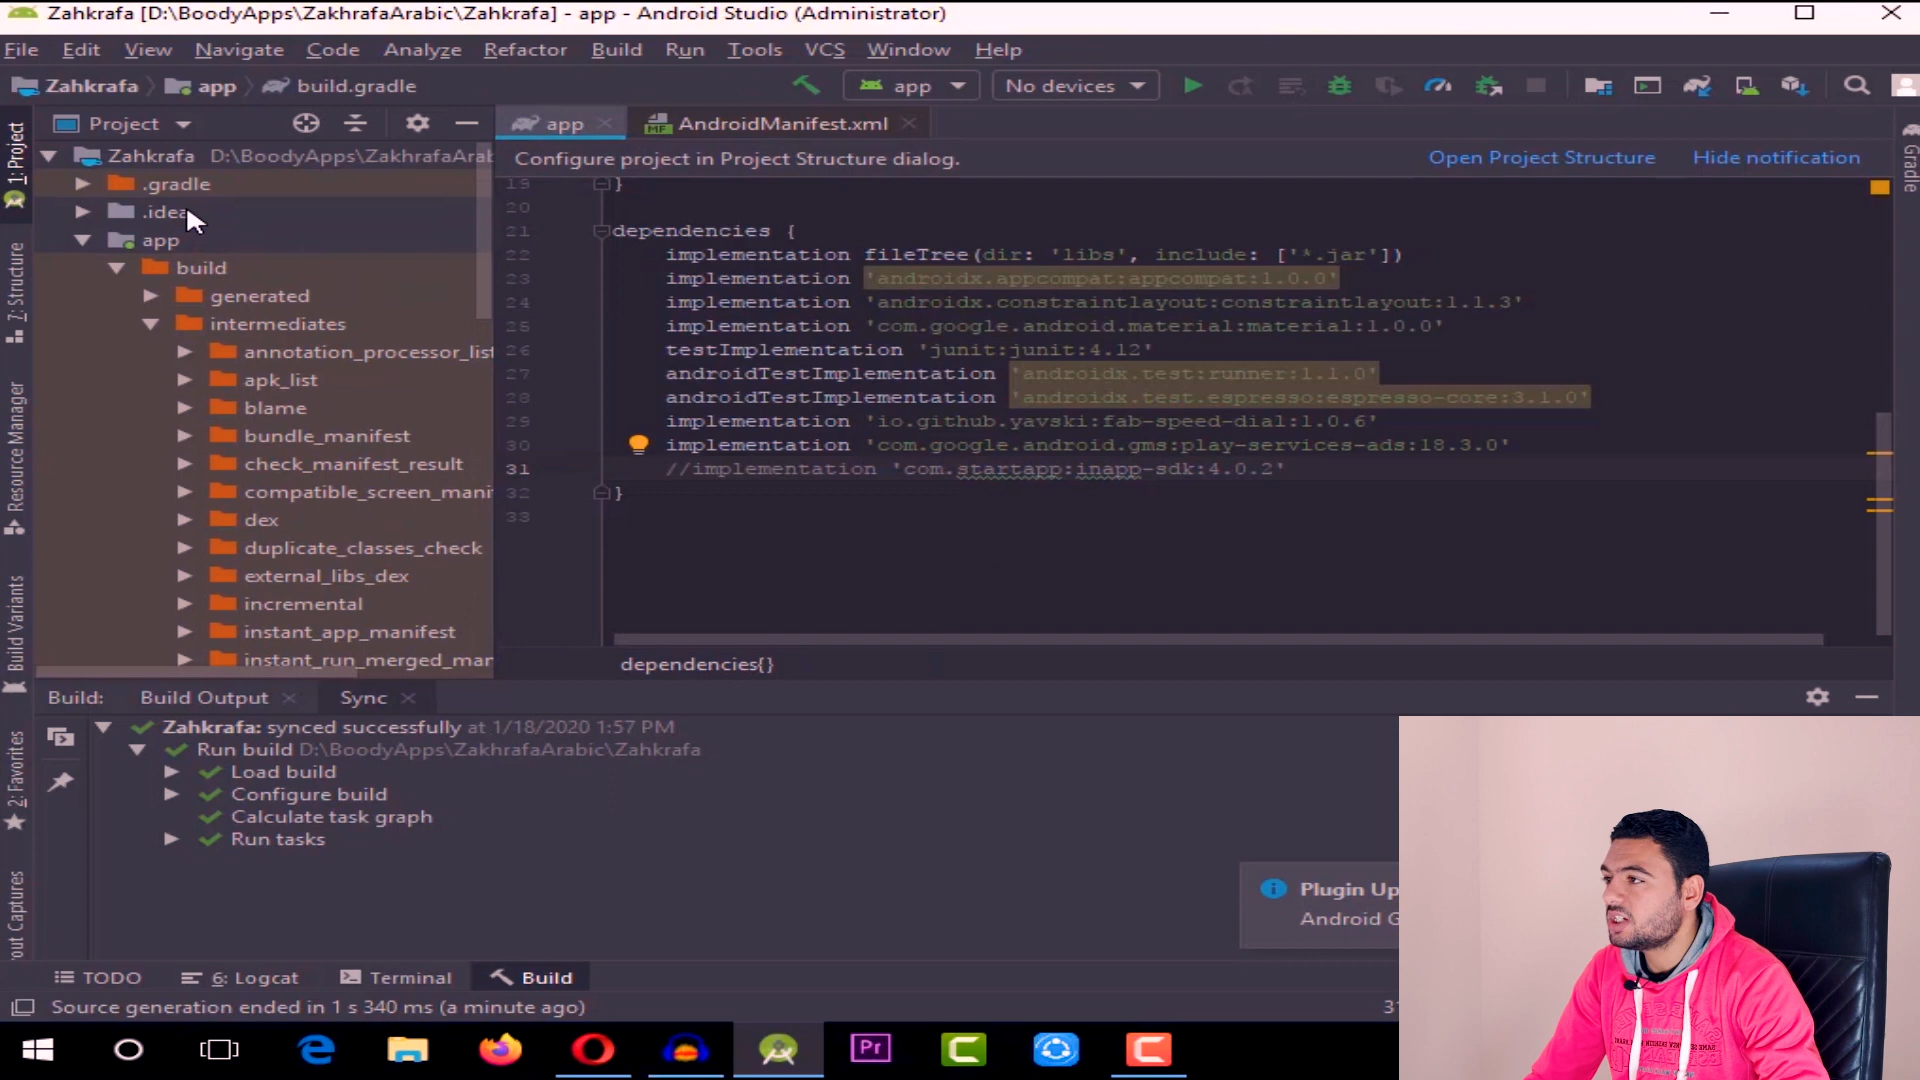 Zahkrafa [D:\BoodyApps\ZakhrafaArabic\Zahkrafa] - app - Android Studio (Administrator)
File Edit View Navigate Code Analyze Refactor Build Run Tools VCS Window Help
Zahkrafa app build.gradle app No devices
Project app AndroidManifest.xml
1: Project
7: Structure
Resource Manager
Build Variants
2: Favorites
out Captures
Gradle
Zahkrafa D:\BoodyApps\ZakhrafaArab
.gradle
.idea
app
build
generated
intermediates
annotation_processor_list
apk_list
blame
bundle_manifest
check_manifest_result
compatible_screen_mani
dex
duplicate_classes_check
external_libs_dex
incremental
instant_app_manifest
instant_run_merged_man
Configure project in Project Structure dialog. Open Project Structure Hide notification
19 }
20
21 dependencies {
22 implementation fileTree(dir: 'libs', include: ['*.jar'])
23 implementation 'androidx.appcompat:appcompat:1.0.0'
24 implementation 'androidx.constraintlayout:constraintlayout:1.1.3'
25 implementation 'com.google.android.material:material:1.0.0'
26 testImplementation 'junit:junit:4.12'
27 androidTestImplementation 'androidx.test:runner:1.1.0'
28 androidTestImplementation 'androidx.test.espresso:espresso-core:3.1.0'
29 implementation 'io.github.yavski:fab-speed-dial:1.0.6'
30 implementation 'com.google.android.gms:play-services-ads:18.3.0'
31 //implementation 'com.startapp:inapp-sdk:4.0.2'
32 }
33
dependencies{}
Build: Build Output Sync
Zahkrafa: synced successfully at 1/18/2020 1:57 PM
Run build D:\BoodyApps\ZakhrafaArabic\Zahkrafa
Load build
Configure build
Calculate task graph
Run tasks
Plugin Up
Android G
TODO 6: Logcat Terminal Build
Source generation ended in 1 s 340 ms (a minute ago) 31
Pr